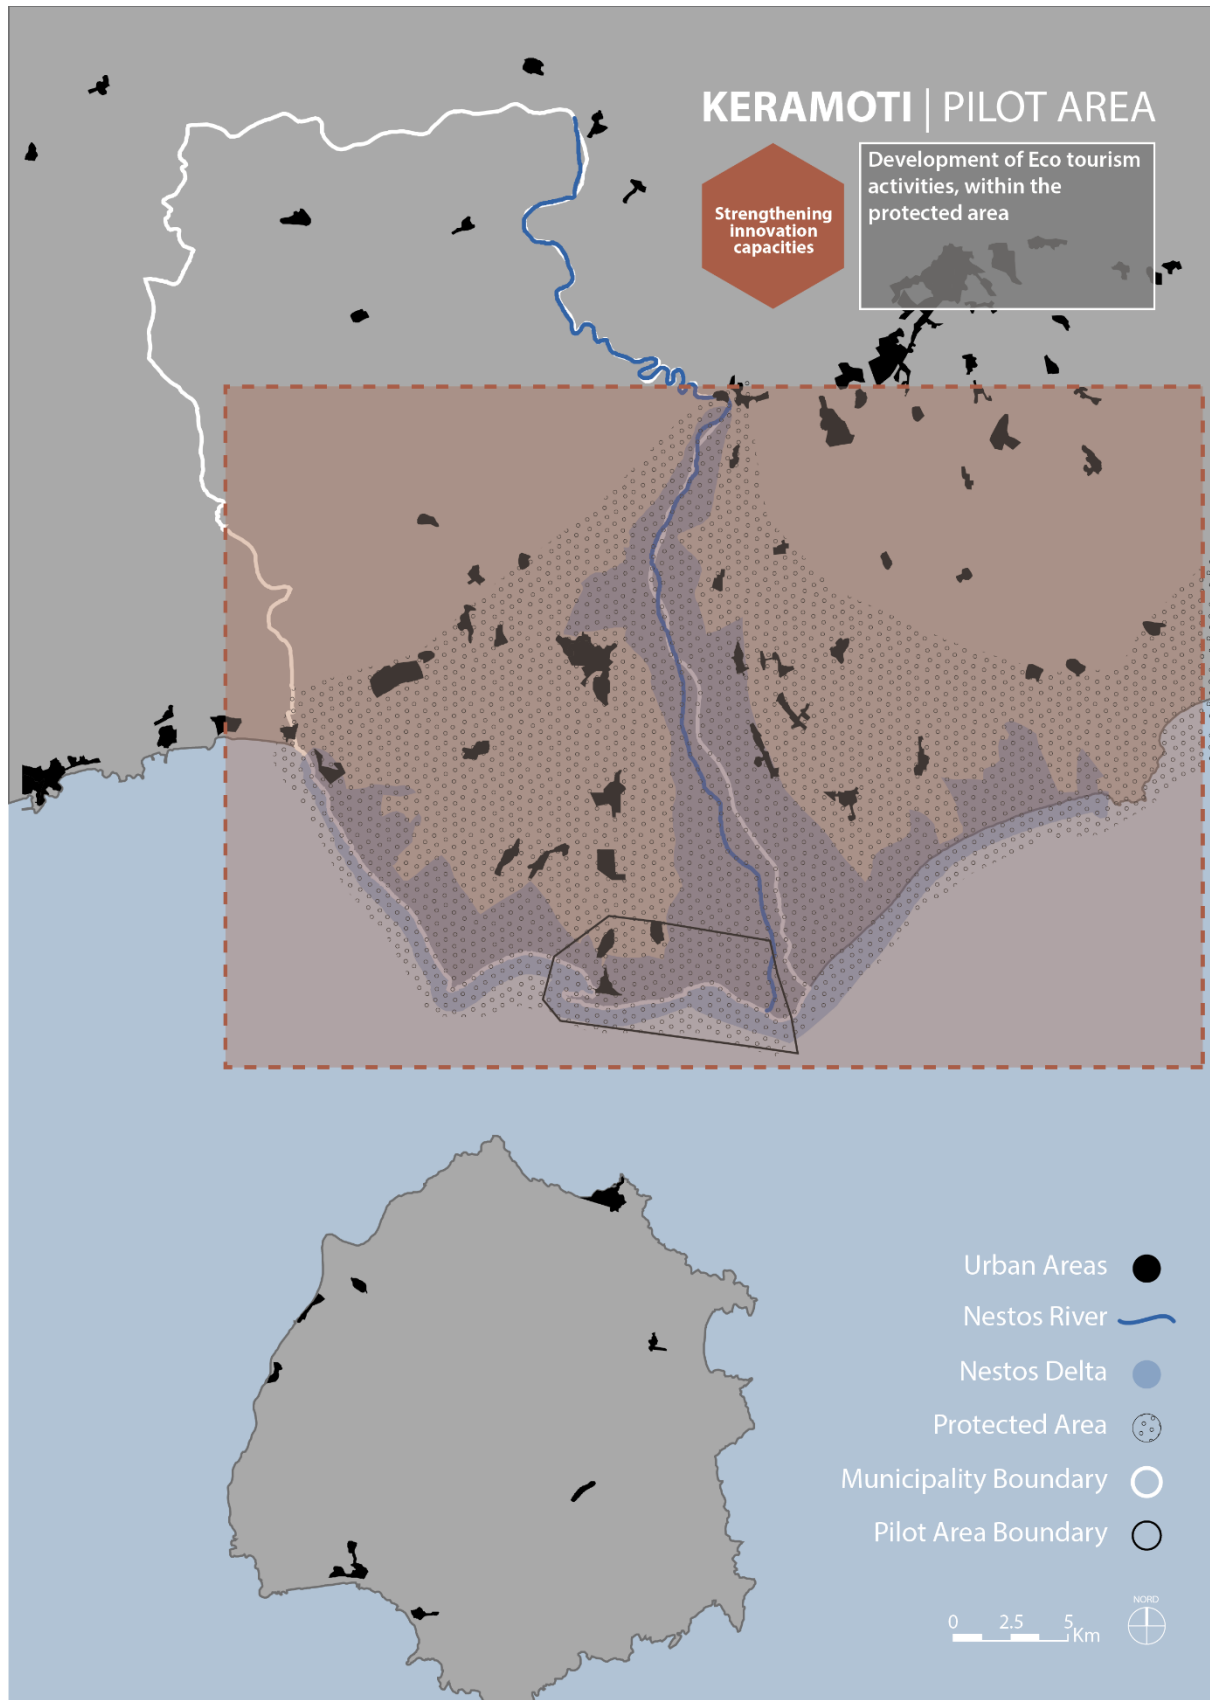 KERAMOTI | PILOT AREA
Strengthening
innovation
capacities
Development of Eco tourism
activities, within the
protected area
Urban Areas
Nestos River
Nestos Delta
Protected Area
Municipality Boundary
Pilot Area Boundary
0 2.5 5
Km
NORD